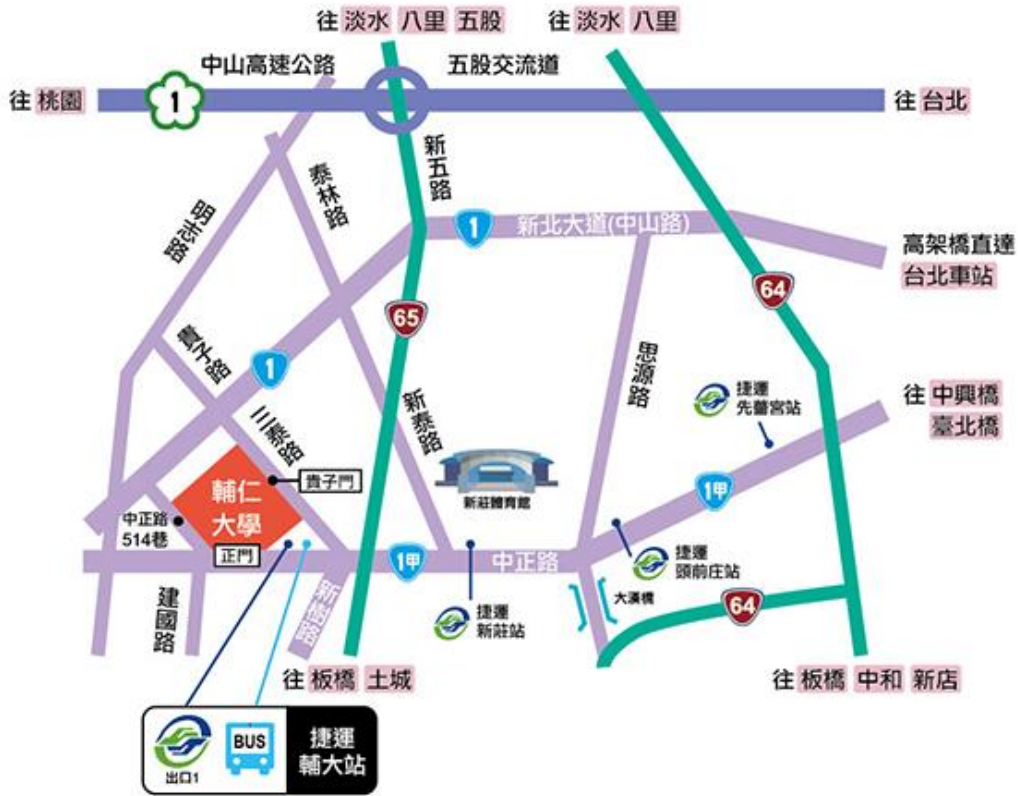 往 淡水 八里 五股
往 淡水 八里
中山高速公路
五股交流道
往 桃園
1
往 台北
新五路
泰林路
明志路
1
新北大道(中山路)
高架橋直達
台北車站
64
65
貴子路
1
思源路
新泰路
捷運
先嗇宮站
往 中興橋
臺北橋
三泰路
新莊體育館
貴子門
輔仁
大學
1甲
中正路
514巷
正門
1甲
中正路
捷運
頭前庄站
建國路
新樹路
捷運
新莊站
大漢橋
64
往 板橋 土城
往 板橋 中和 新店
BUS
出口1
捷運
輔大站